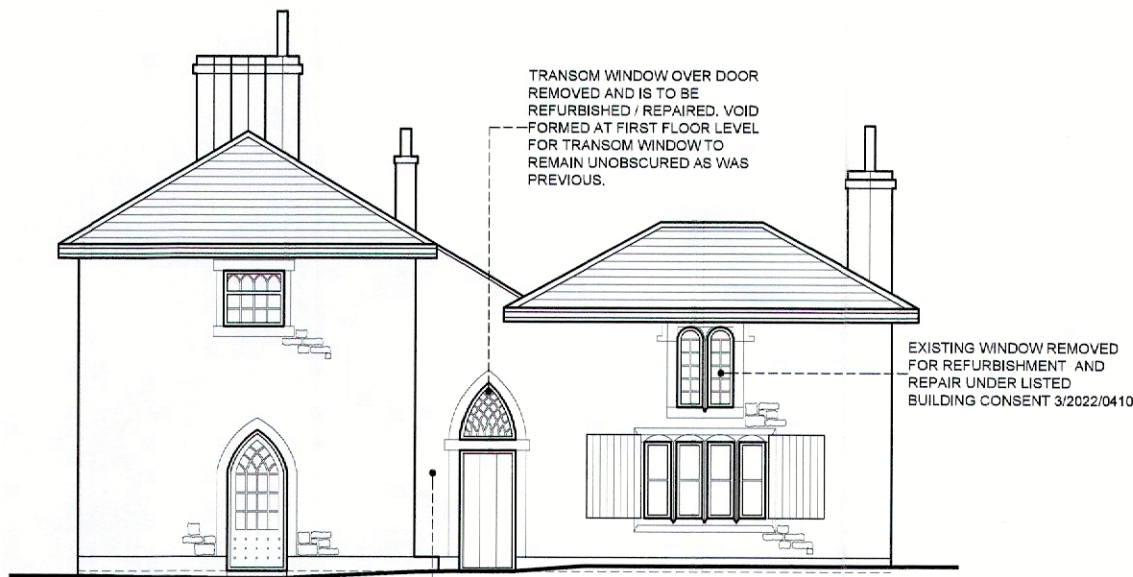 TRANSOM WINDOW OVER DOOR
REMOVED AND IS TO BE
REFURBISHED / REPAIRED. VOID
FORMED AT FIRST FLOOR LEVEL
FOR TRANSOM WINDOW TO
REMAIN UNOBSCURED AS WAS
PREVIOUS.
EXISTING WINDOW REMOVED
FOR REFURBISHMENT AND
REPAIR UNDER LISTED
BUILDING CONSENT 3/2022/0410